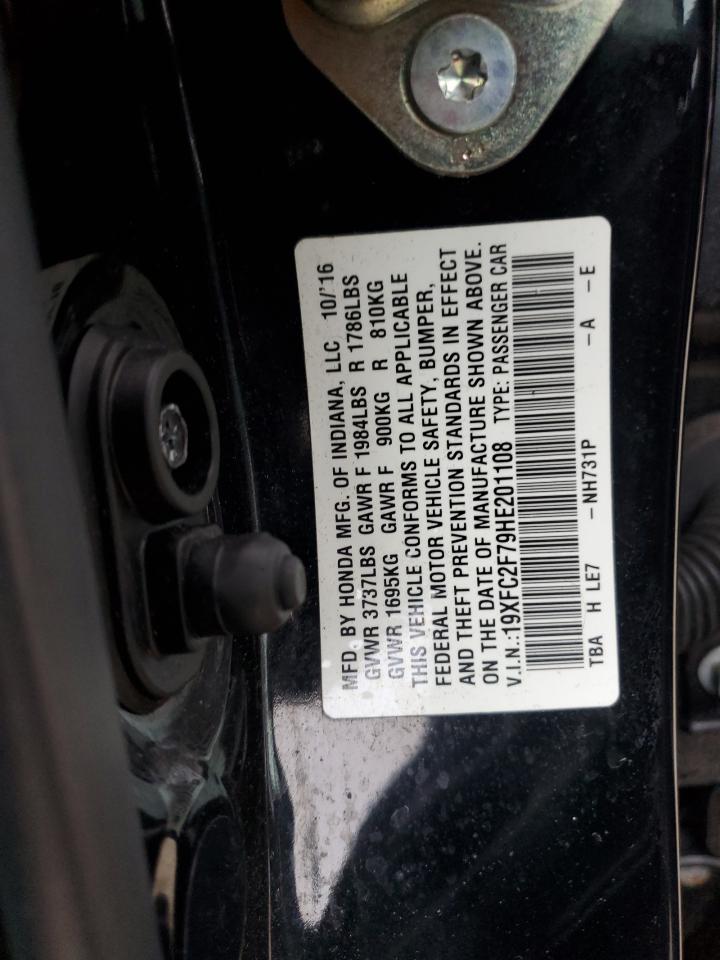 MFD. BY HONDA MFG. OF INDIANA, LLC 10/'16
GVWR 3737LBS GAWR F 1984LBS R 1786LBS
GVWR 1695KG GAWR F 900KG R 810KG
THIS VEHICLE CONFORMS TO ALL APPLICABLE
FEDERAL MOTOR VEHICLE SAFETY, BUMPER,
AND THEFT PREVENTION STANDARDS IN EFFECT
ON THE DATE OF MANUFACTURE SHOWN ABOVE.
V.I.N.:19XFC2F79HE201108 TYPE: PASSENGER CAR
TBA H LE7 - NH731P - A - E